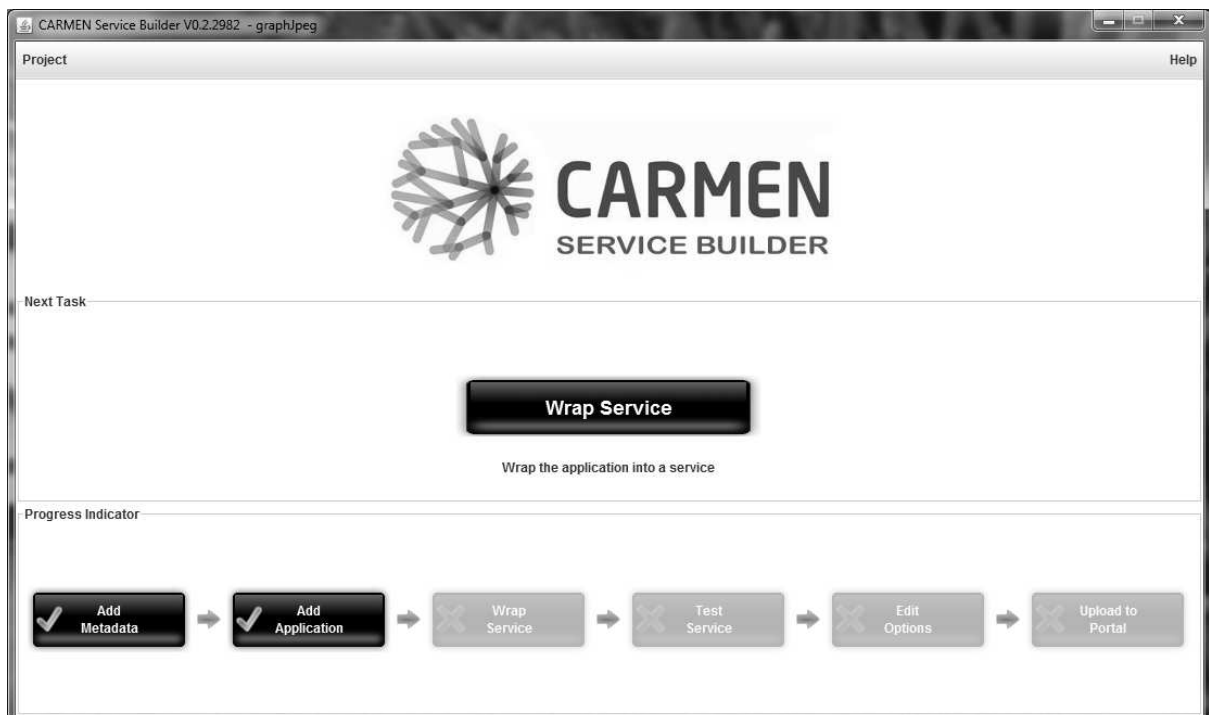 CARMEN Service Builder V0.2.2982 - graphJpeg
Project Help
CARMEN
SERVICE BUILDER
Next Task
Wrap Service
Wrap the application into a service
Progress Indicator
Add
Metadata
Add
Application
Wrap
Service
Test
Service
Edit
Options
Upload to
Portal